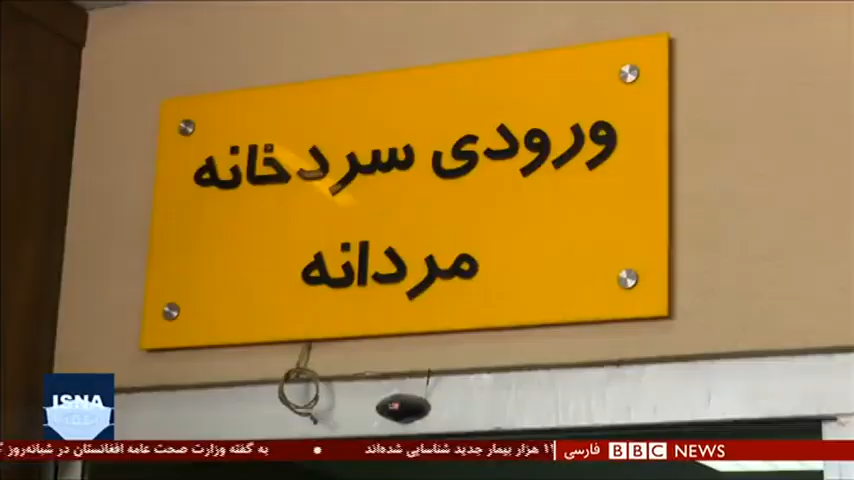 ورودی سردخانه
مردانه
ISNA
BBC NEWS فارسی
هزار بیمار جدید شناسایی شده‌اند
به گفته وزارت صحت عامه افغانستان در شبانه‌روز